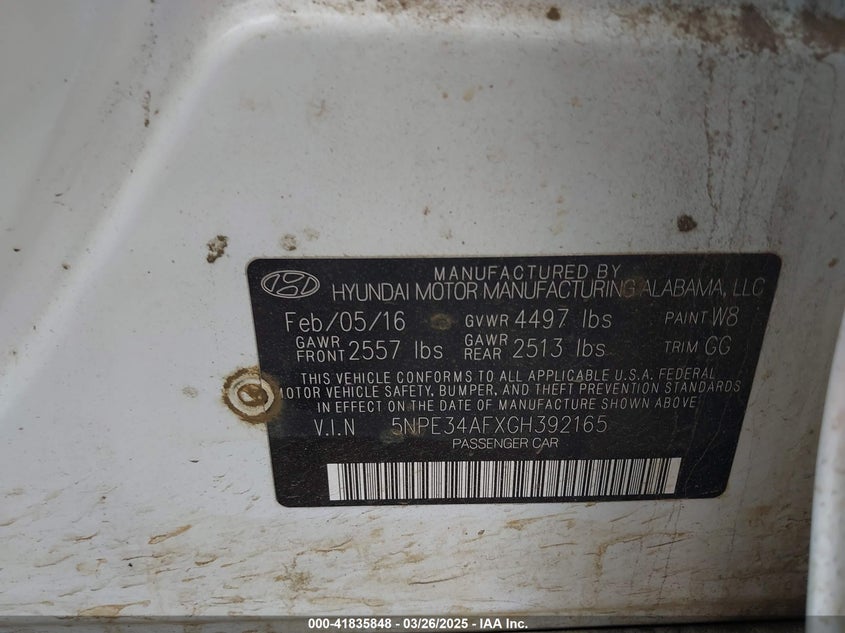 MANUFACTURED BY
HYUNDAI MOTOR MANUFACTURING ALABAMA, LLC
Feb/05/16 GVWR 4497 lbs PAINT W8
GAWR FRONT 2557 lbs GAWR REAR 2513 lbs TRIM GG
THIS VEHICLE CONFORMS TO ALL APPLICABLE U.S.A. FEDERAL
MOTOR VEHICLE SAFETY, BUMPER, AND THEFT PREVENTION STANDARDS
IN EFFECT ON THE DATE OF MANUFACTURE SHOWN ABOVE
V.I.N 5NPE34AFXGH392165
PASSENGER CAR
000-41835848 - 03/26/2025 - IAA Inc.